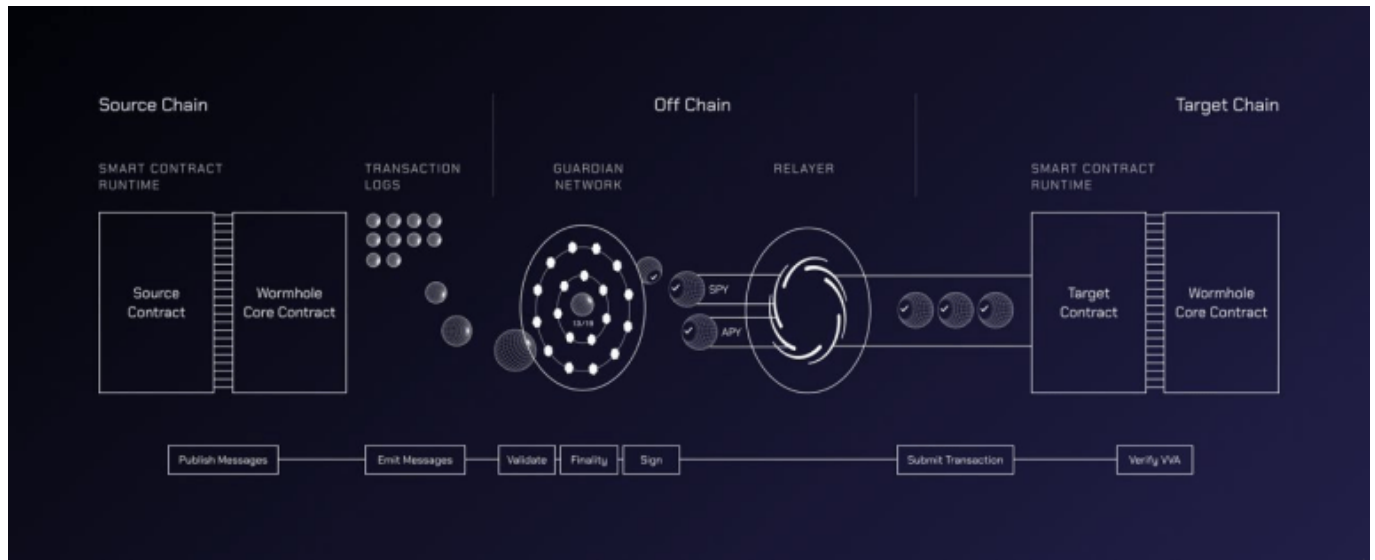 Source Chain
Off Chain
Target Chain
SMART CONTRACT
RUNTIME
TRANSACTION
LOGS
GUARDIAN
NETWORK
RELAYER
SMART CONTRACT
RUNTIME
Source
Contract
Wormhole
Core Contract
13/19
SPY
APY
Target
Contract
Wormhole
Core Contract
Publish Messages
Emit Messages
Validate
Finality
Sign
Submit Transaction
Verify VVA